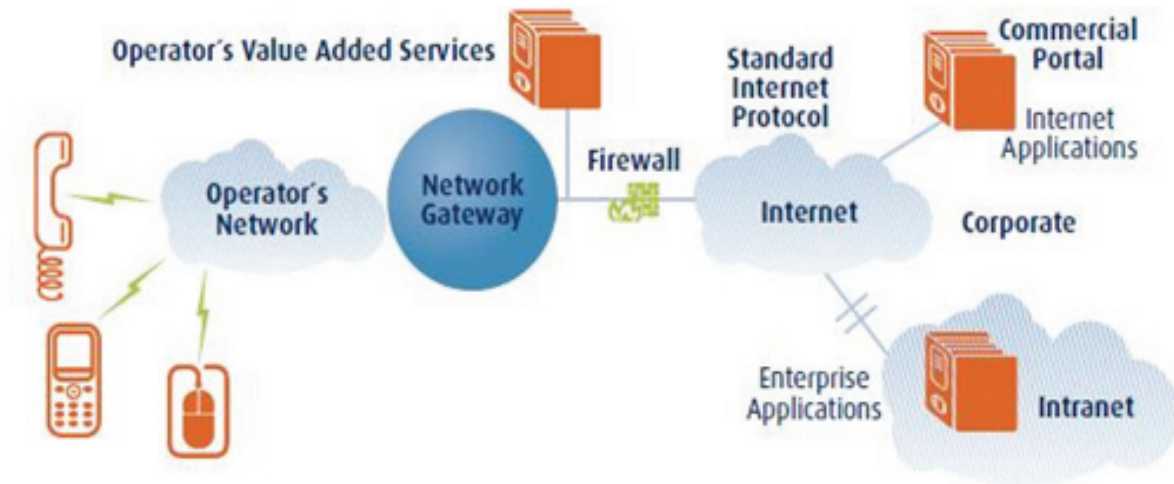 Operator´s Value Added Services
Commercial
Portal
Standard
Internet
Protocol
Internet
Applications
Firewall
Operator´s
Network
Network
Gateway
Internet
Corporate
Enterprise
Applications
Intranet